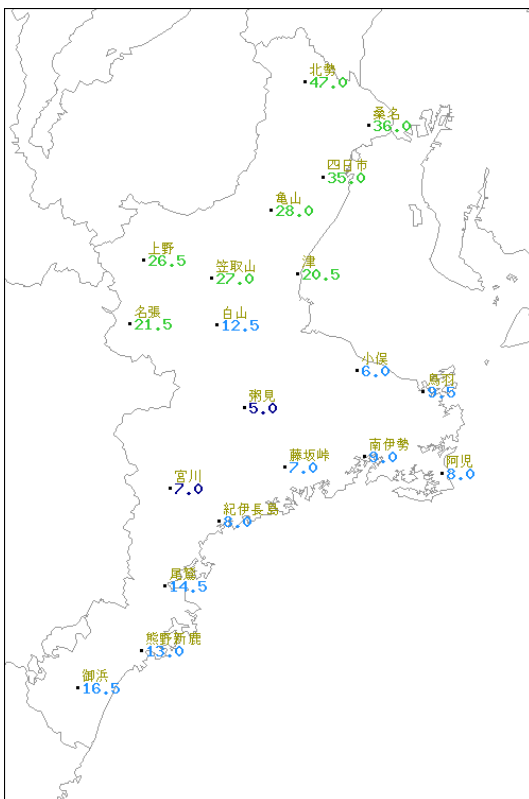 北勢
47.0
桑名
36.0
四日市
35.0
亀山
28.0
上野
26.5
笠取山
27.0
津
20.5
名張
21.5
白山
12.5
小俣
6.0
鳥羽
9.5
粥見
5.0
藤坂峠
7.0
南伊勢
9.0
阿児
8.0
宮川
7.0
紀伊長島
8.0
尾鷲
14.5
熊野新鹿
13.0
御浜
16.5